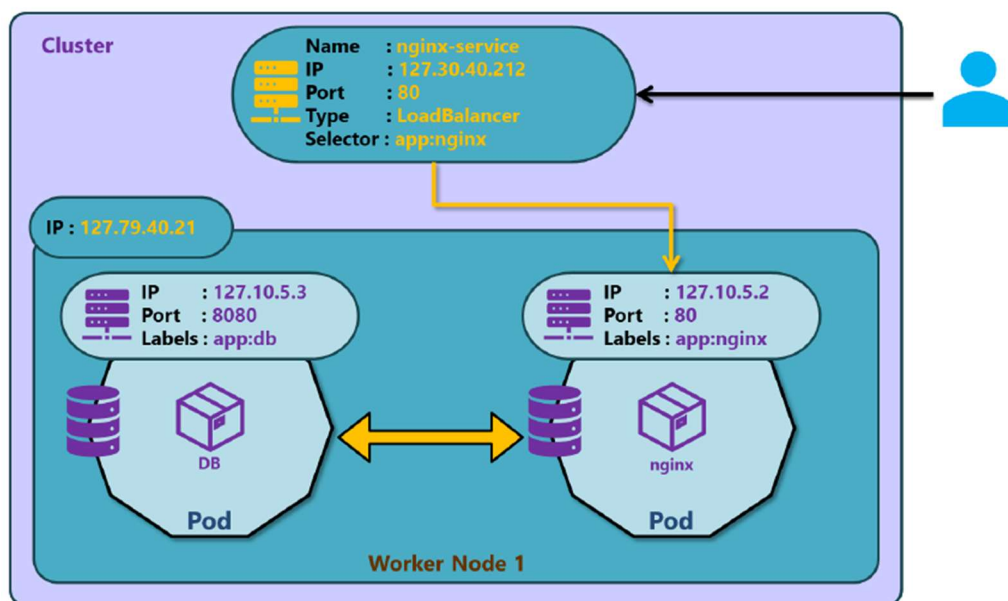 Cluster
Name : nginx-service
IP : 127.30.40.212
Port : 80
Type : LoadBalancer
Selector : app:nginx
IP : 127.79.40.21
IP : 127.10.5.3
Port : 8080
Labels : app:db
DB
Pod
IP : 127.10.5.2
Port : 80
Labels : app:nginx
nginx
Pod
Worker Node 1